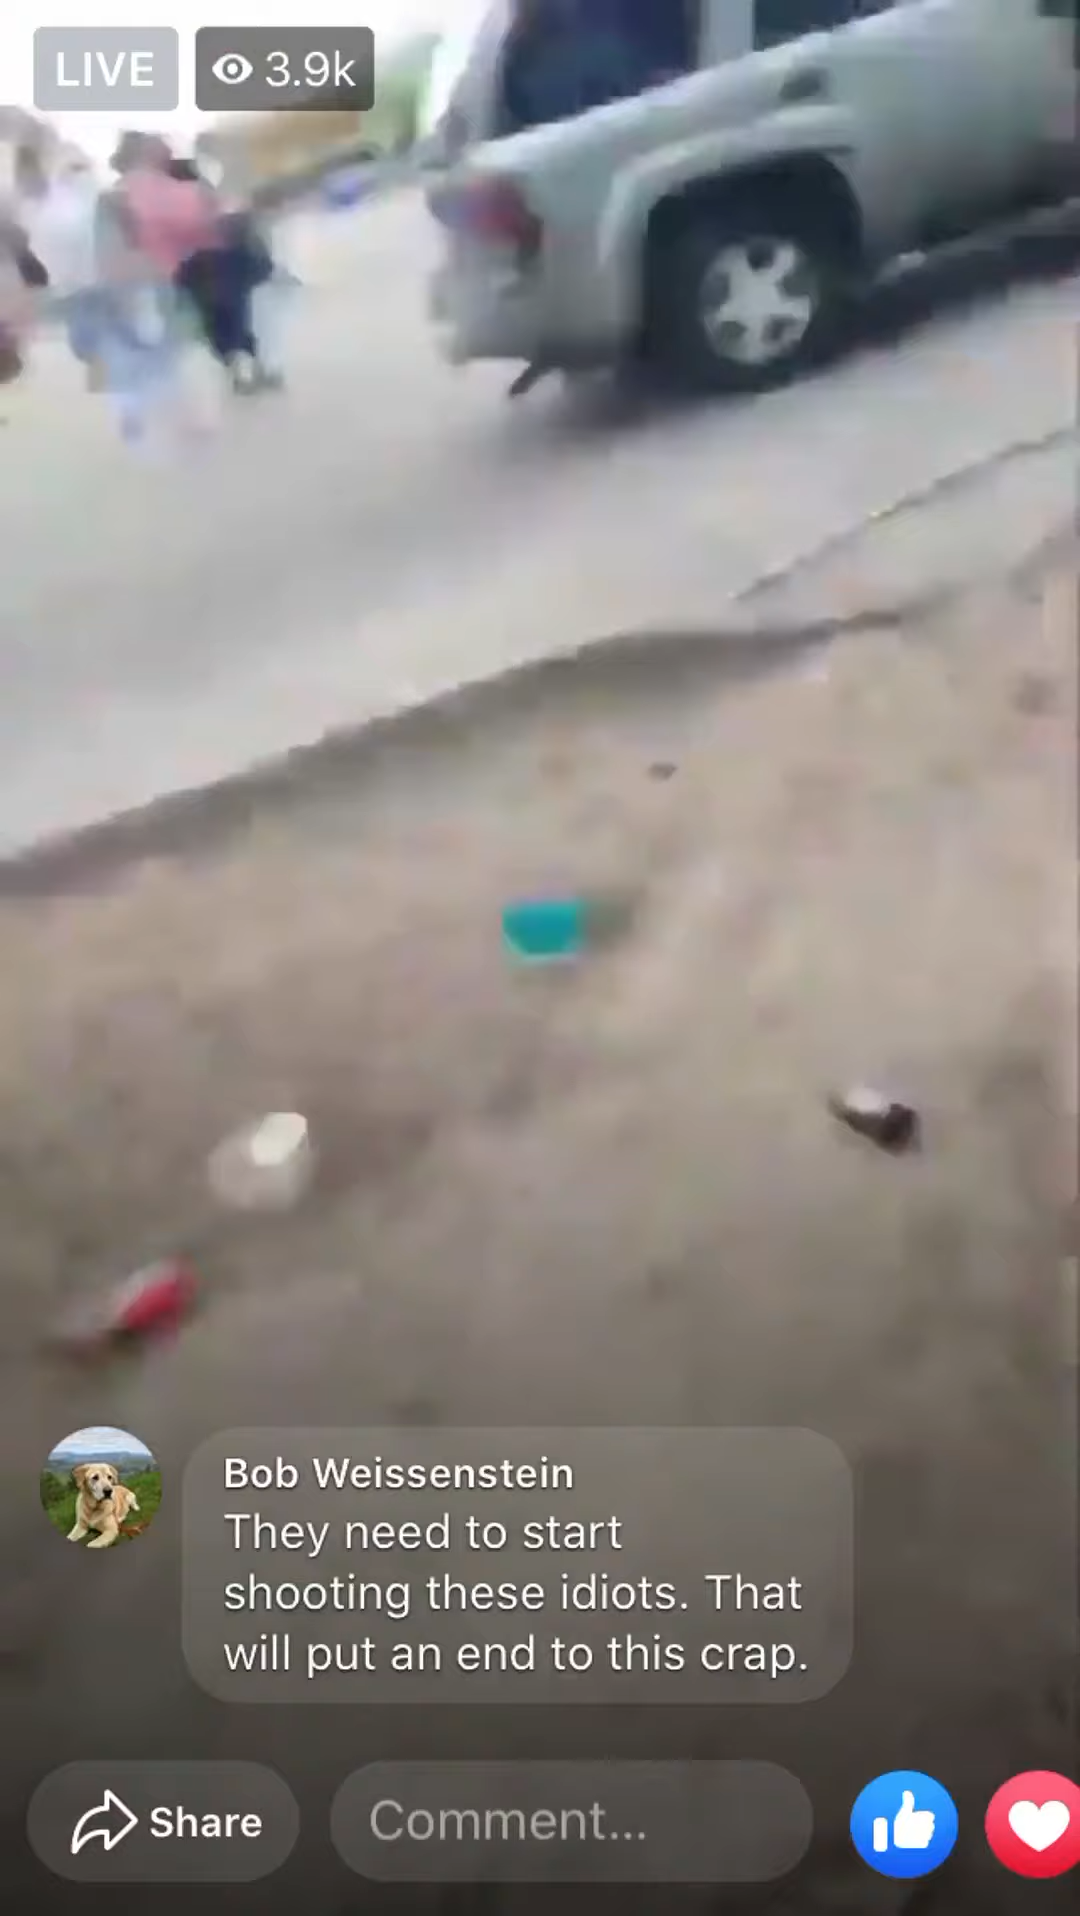 LIVE 3.9k
Bob Weissenstein
They need to start
shooting these idiots. That
will put an end to this crap.
Share Comment...